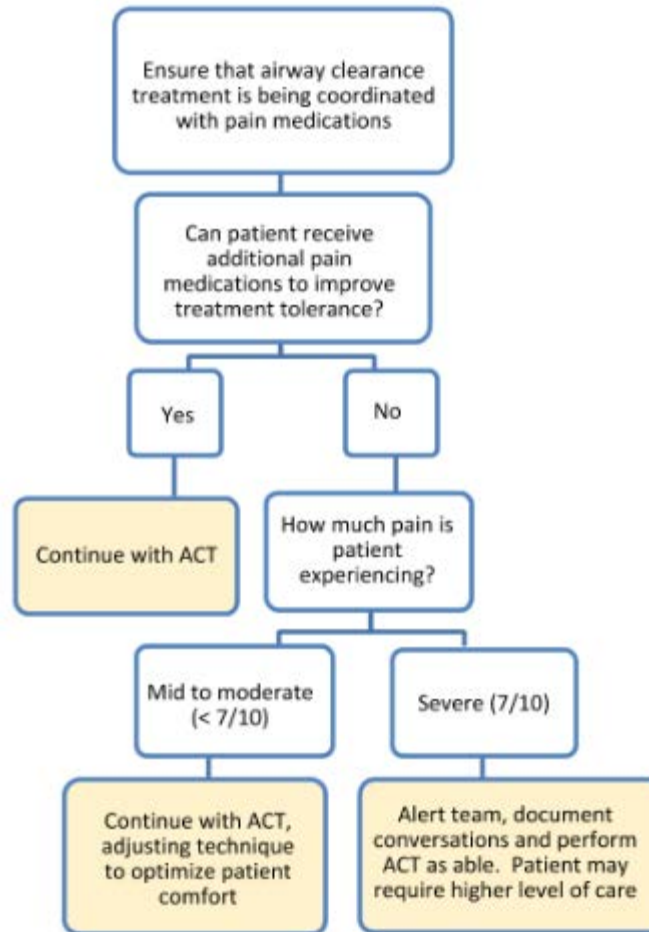 Ensure that airway clearance
treatment is being coordinated
with pain medications
Can patient receive
additional pain
medications to improve
treatment tolerance?
Yes
No
Continue with ACT
How much pain is
patient
experiencing?
Mid to moderate
(< 7/10)
Severe (7/10)
Continue with ACT,
adjusting technique
to optimize patient
comfort
Alert team, document
conversations and perform
ACT as able.  Patient may
require higher level of care